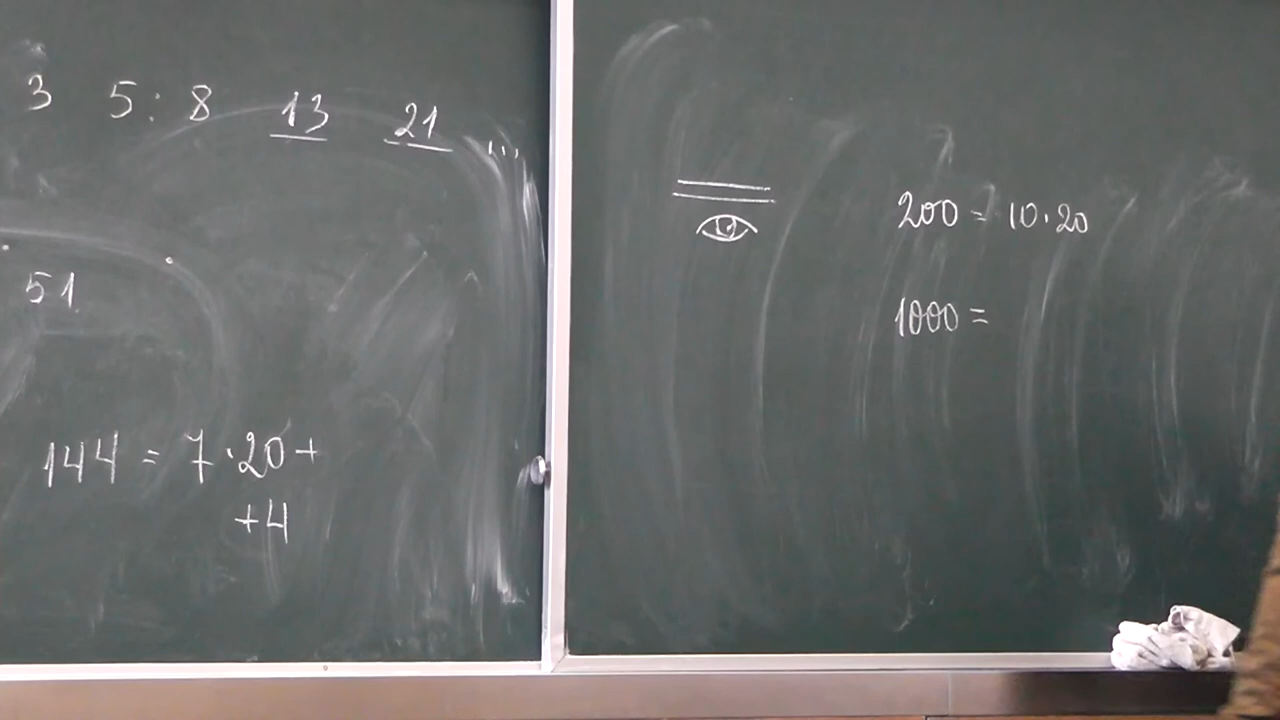 3 5: 8 13 21 ...
51
144 = 7·20+
+4
200 = 10·20
1000 =